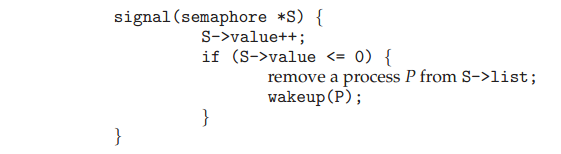 signal(semaphore *S) {
S->value++;
if (S->value <= 0) {
remove a process P from S->list;
wakeup(P);
}
}